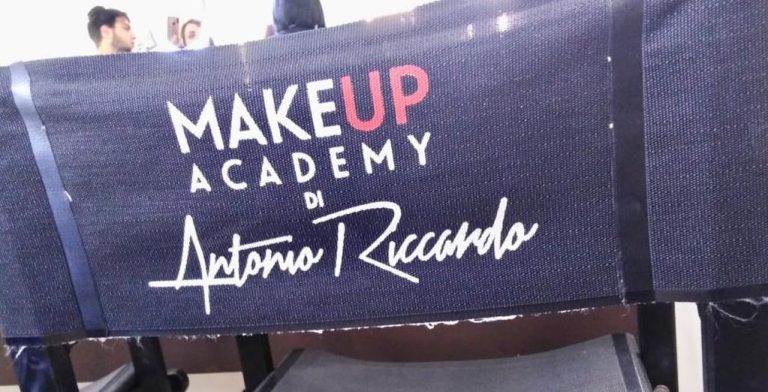 MAKEUP
ACADEMY
DI
Antonio Riccardo